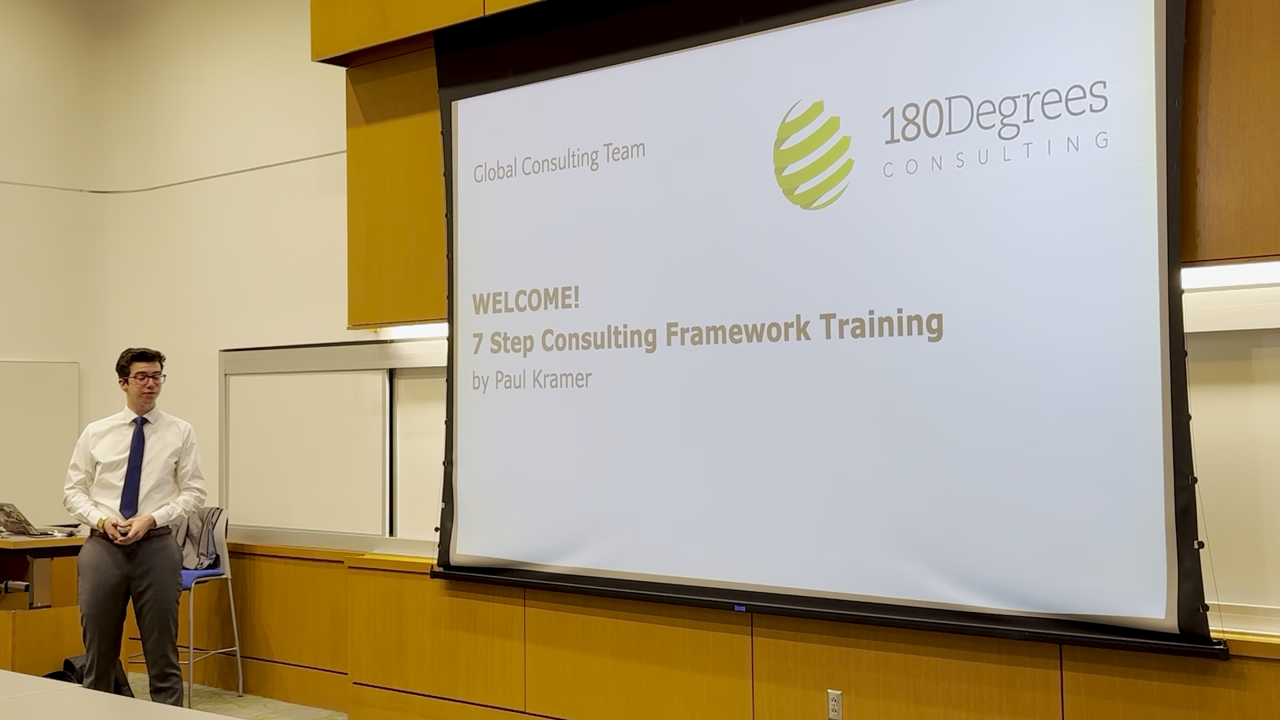 Global Consulting Team
180Degrees
CONSULTING
WELCOME!
7 Step Consulting Framework Training
by Paul Kramer